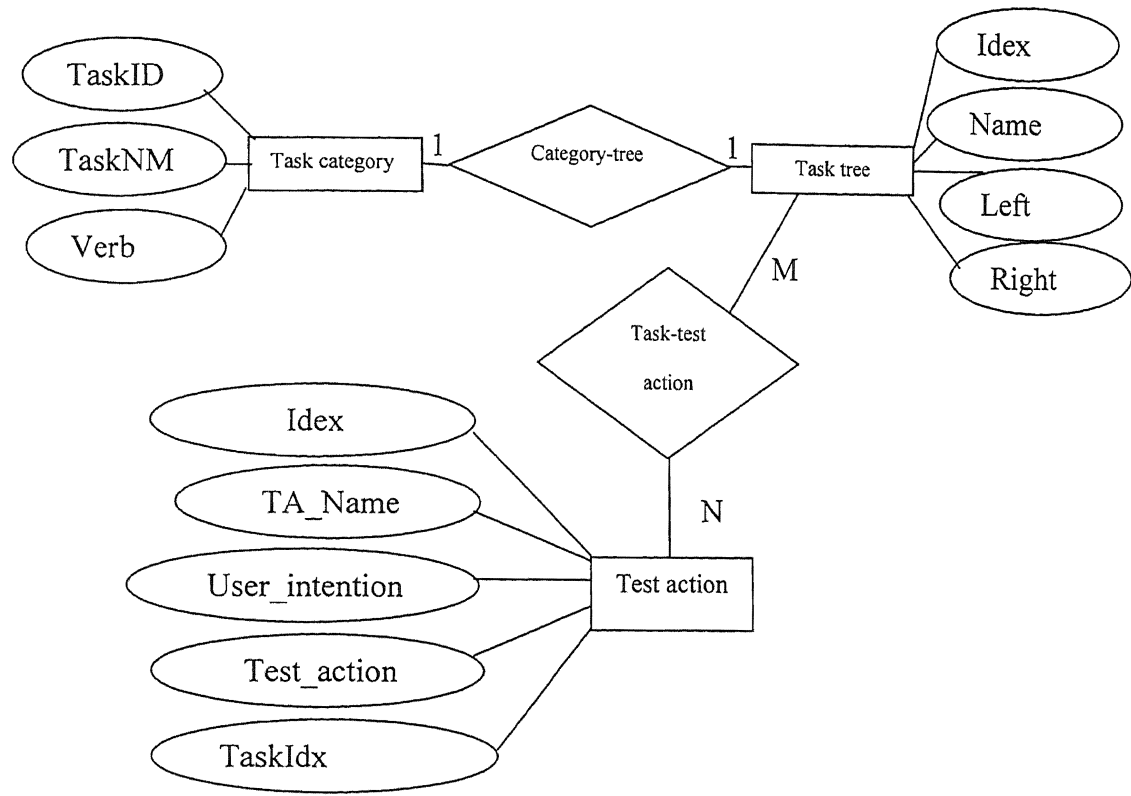 Idex
TaskID
Name
TaskNM
Task category
1
Category-tree
1
Task tree
Left
Verb
Right
M
Task-test
action
Idex
TA_Name
N
User_intention
Test action
Test_action
TaskIdx